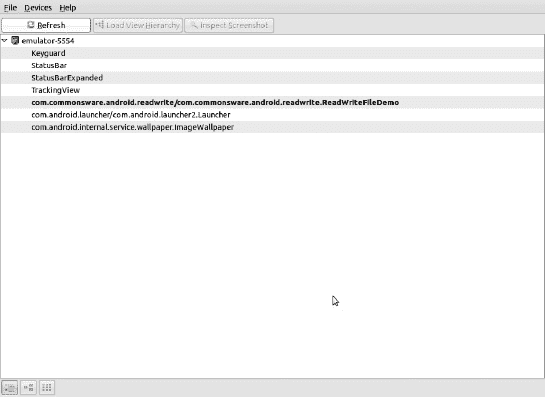 File Devices Help
Refresh Load View Hierarchy Inspect Screenshot
emulator-5554
Keyguard
StatusBar
StatusBarExpanded
TrackingView
com.commonsware.android.readwrite/com.commonsware.android.readwrite.ReadWriteFileDemo
com.android.launcher/com.android.launcher2.Launcher
com.android.internal.service.wallpaper.ImageWallpaper